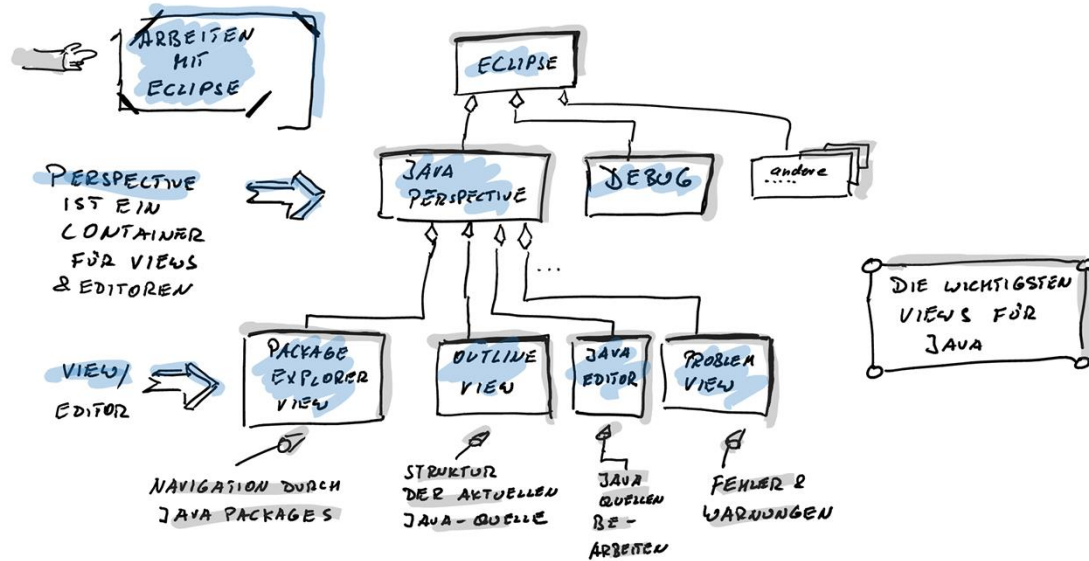 ARBEITEN
MIT
ECLIPSE
ECLIPSE
PERSPECTIVE
IST EIN
CONTAINER
FÜR VIEWS
& EDITOREN
JAVA
PERSPECTIVE
DEBUG
andere
.....
...
DIE WICHTIGSTEN
VIEWS FÜR
JAVA
VIEW/
EDITOR
PACKAGE
EXPLORER
VIEW
OUTLINE
VIEW
JAVA
EDITOR
PROBLEM
VIEW
NAVIGATION DURCH
JAVA PACKAGES
STRUKTUR
DER AKTUELLEN
JAVA-QUELLE
JAVA
QUELLEN
BE-
ARBEITEN
FEHLER &
WARNUNGEN